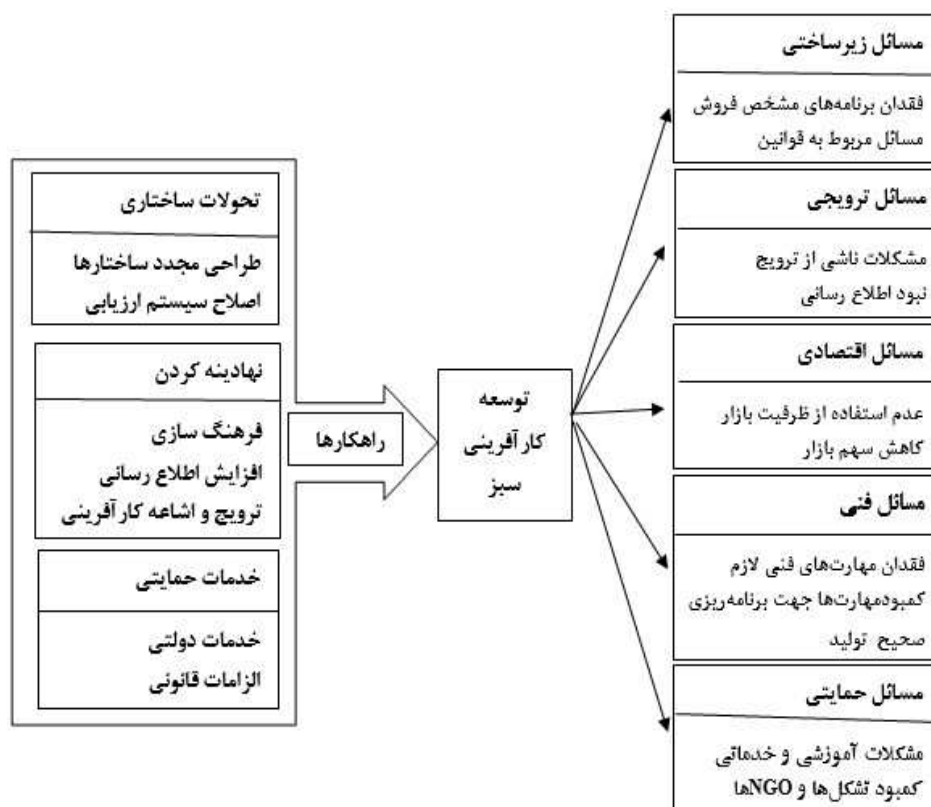 مسائل زیرساختی
فقدان برنامه‌های مشخص فروش
مسائل مربوط به قوانین
مسائل ترویجی
مشکلات ناشی از ترویج
نبود اطلاع رسانی
مسائل اقتصادی
عدم استفاده از ظرفیت بازار
کاهش سهم بازار
مسائل فنی
فقدان مهارت‌های فنی لازم
کمبودمهارت‌ها جهت برنامه‌ریزی
صحیح تولید
مسائل حمایتی
مشکلات آموزشی و خدماتی
کمبود تشکل‌ها و NGOها
توسعه
کارآفرینی
سبز
راهکارها
تحولات ساختاری
طراحی مجدد ساختارها
اصلاح سیستم ارزیابی
نهادینه کردن
فرهنگ سازی
افزایش اطلاع رسانی
ترویج و اشاعه کارآفرینی
خدمات حمایتی
خدمات دولتی
الزامات قانونی